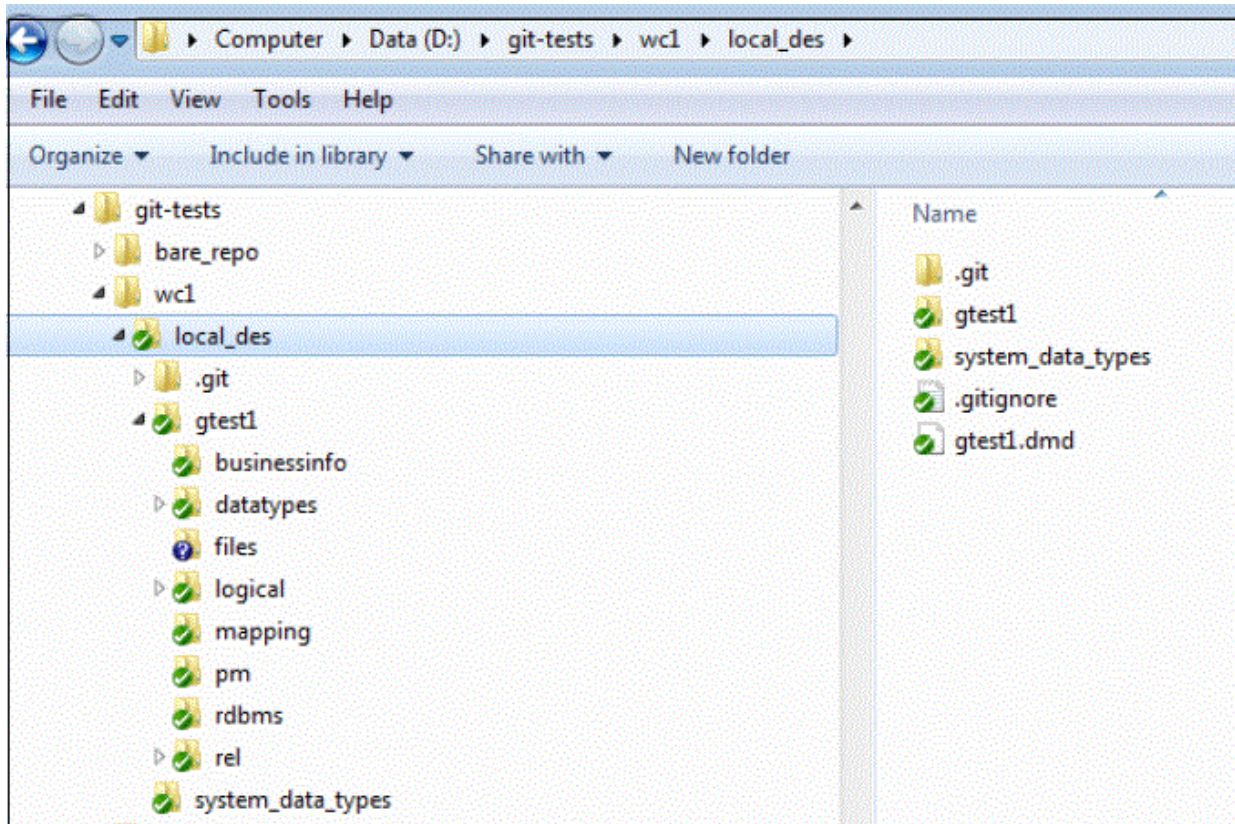 Computer Data (D:) git-tests wc1 local_des
File Edit View Tools Help
Organize Include in library Share with New folder
git-tests
bare_repo
wc1
local_des
.git
gtest1
businessinfo
datatypes
files
logical
mapping
pm
rdbms
rel
system_data_types
Name
.git
gtest1
system_data_types
.gitignore
gtest1.dmd